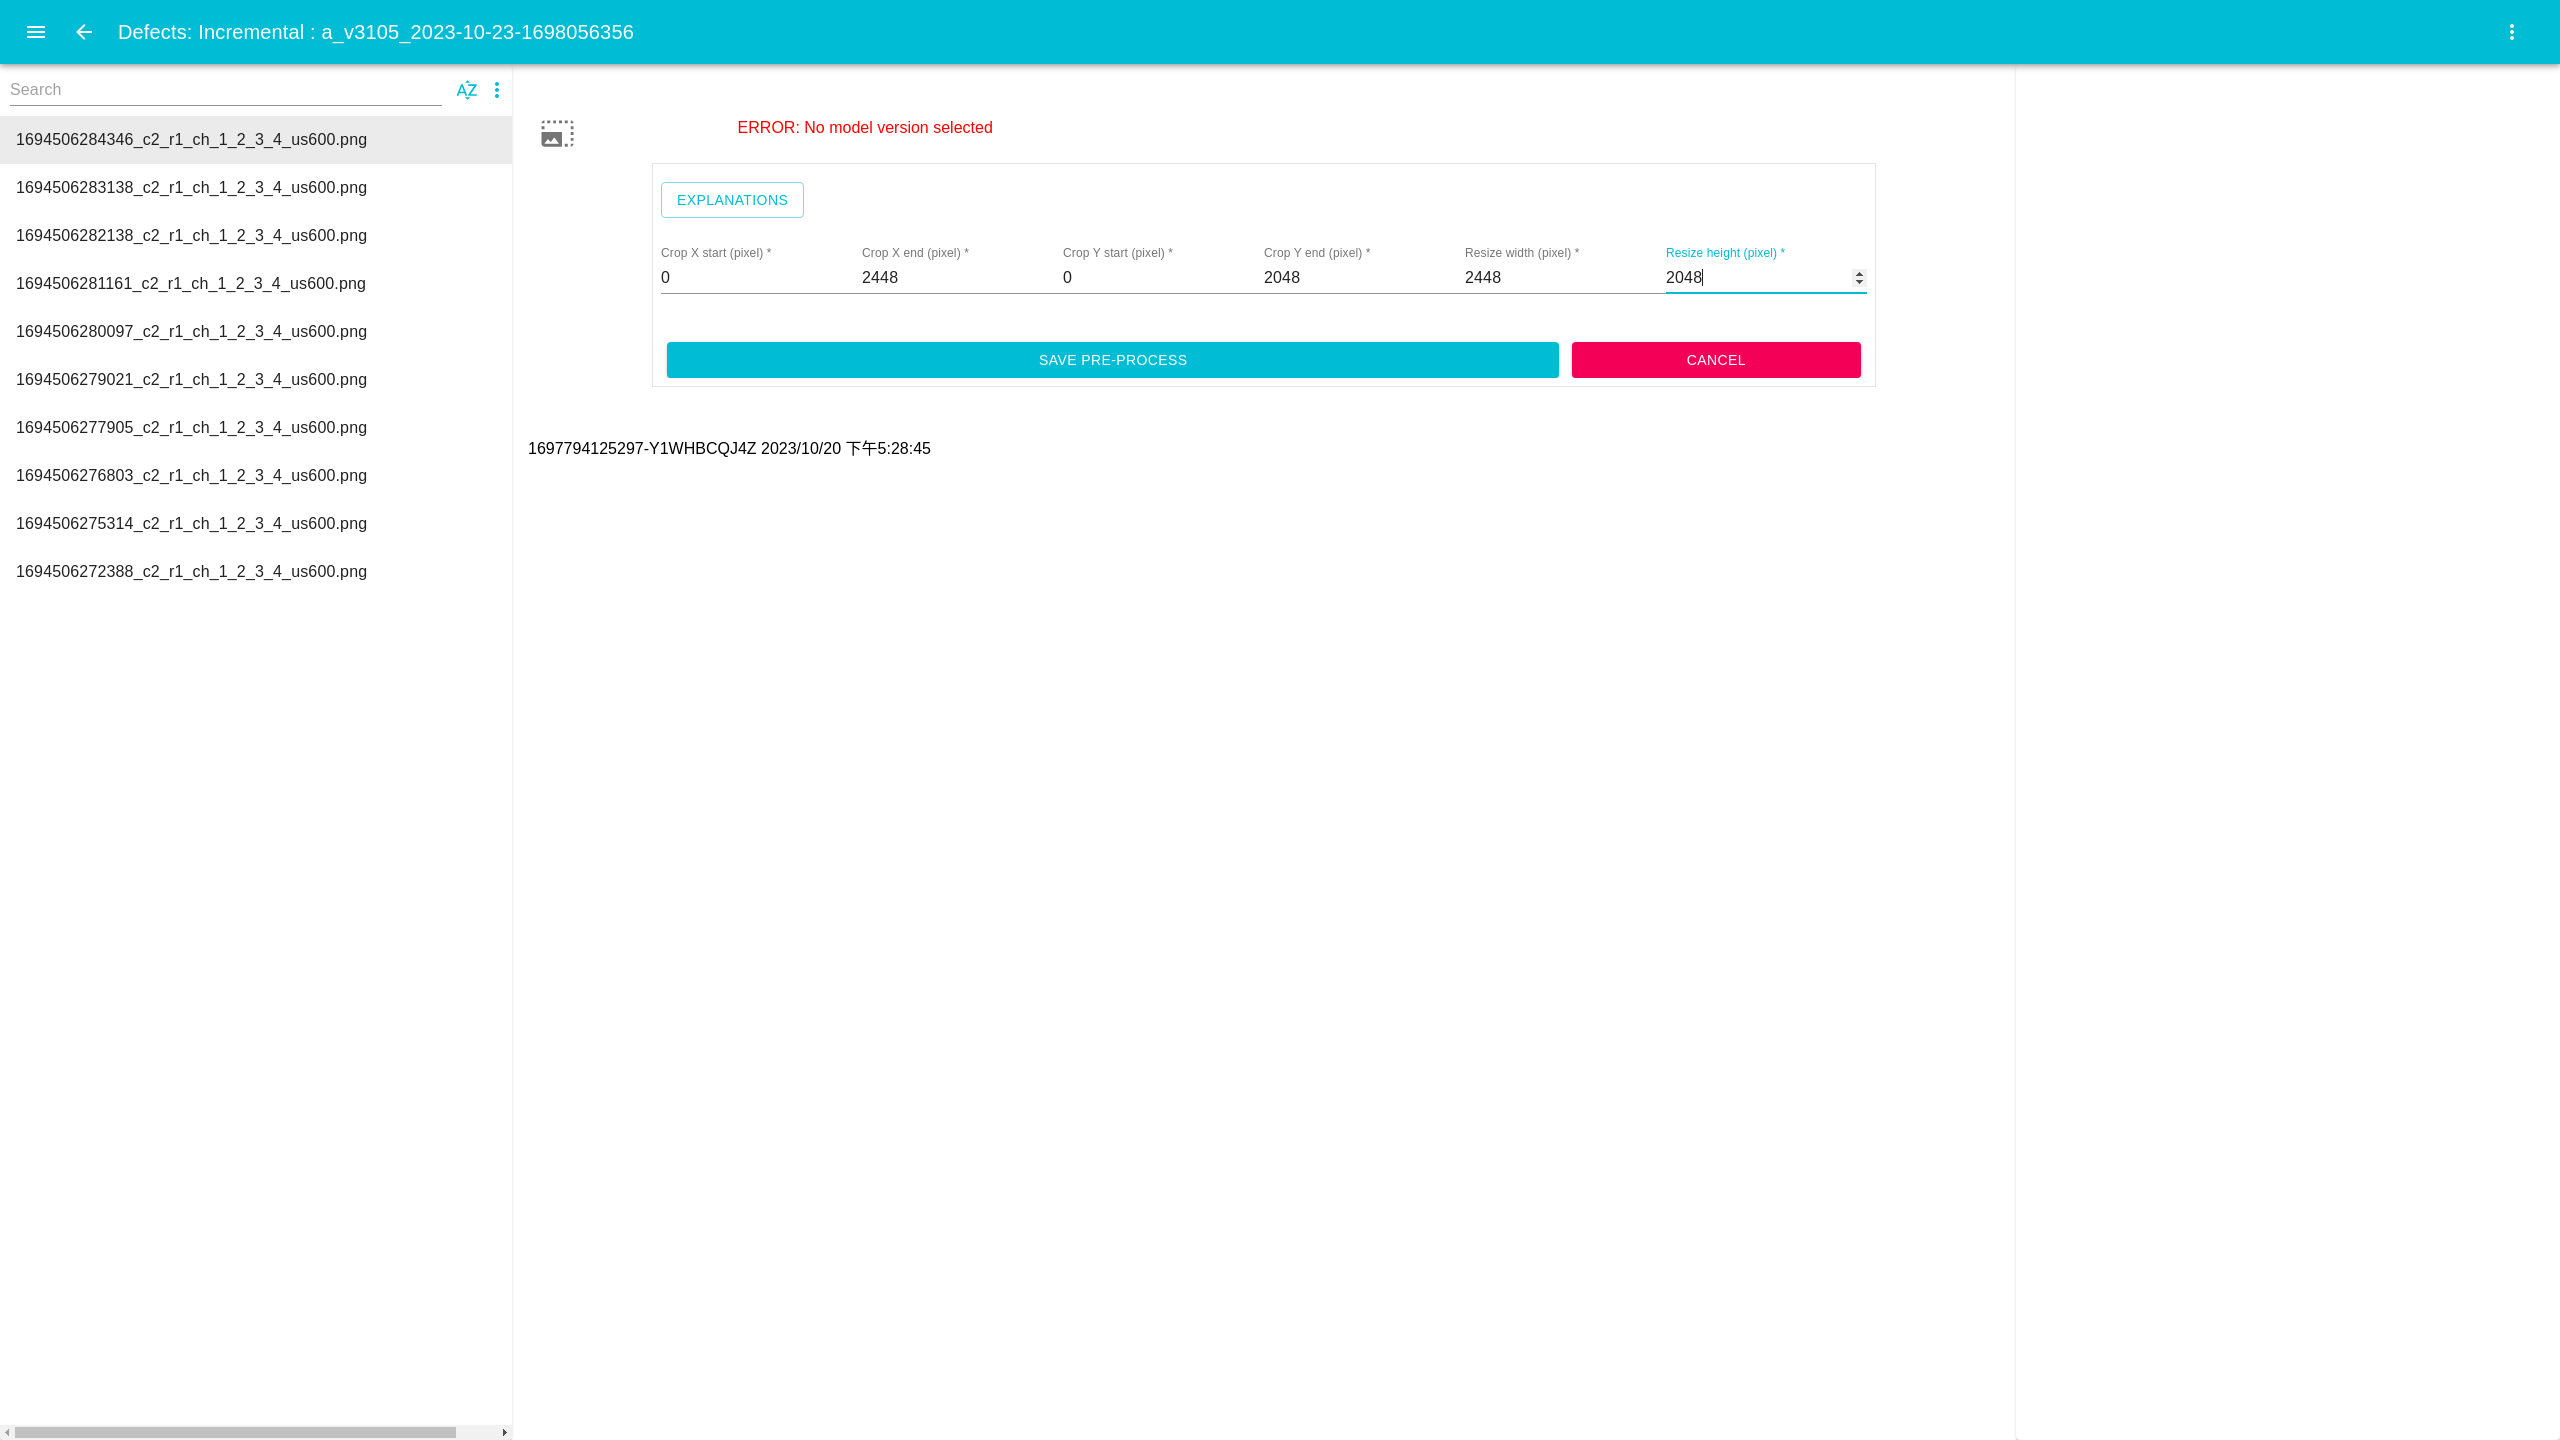 Defects: Incremental : a_v3105_2023-10-23-1698056356
Search
AZ
1694506284346_c2_r1_ch_1_2_3_4_us600.png
1694506283138_c2_r1_ch_1_2_3_4_us600.png
1694506282138_c2_r1_ch_1_2_3_4_us600.png
1694506281161_c2_r1_ch_1_2_3_4_us600.png
1694506280097_c2_r1_ch_1_2_3_4_us600.png
1694506279021_c2_r1_ch_1_2_3_4_us600.png
1694506277905_c2_r1_ch_1_2_3_4_us600.png
1694506276803_c2_r1_ch_1_2_3_4_us600.png
1694506275314_c2_r1_ch_1_2_3_4_us600.png
1694506272388_c2_r1_ch_1_2_3_4_us600.png
ERROR: No model version selected
EXPLANATIONS
Crop X start (pixel) * Crop X end (pixel) * Crop Y start (pixel) * Crop Y end (pixel) * Resize width (pixel) * Resize height (pixel) *
0 2448 0 2048 2448 2048
SAVE PRE-PROCESS CANCEL
1697794125297-Y1WHBCQJ4Z 2023/10/20 下午5:28:45